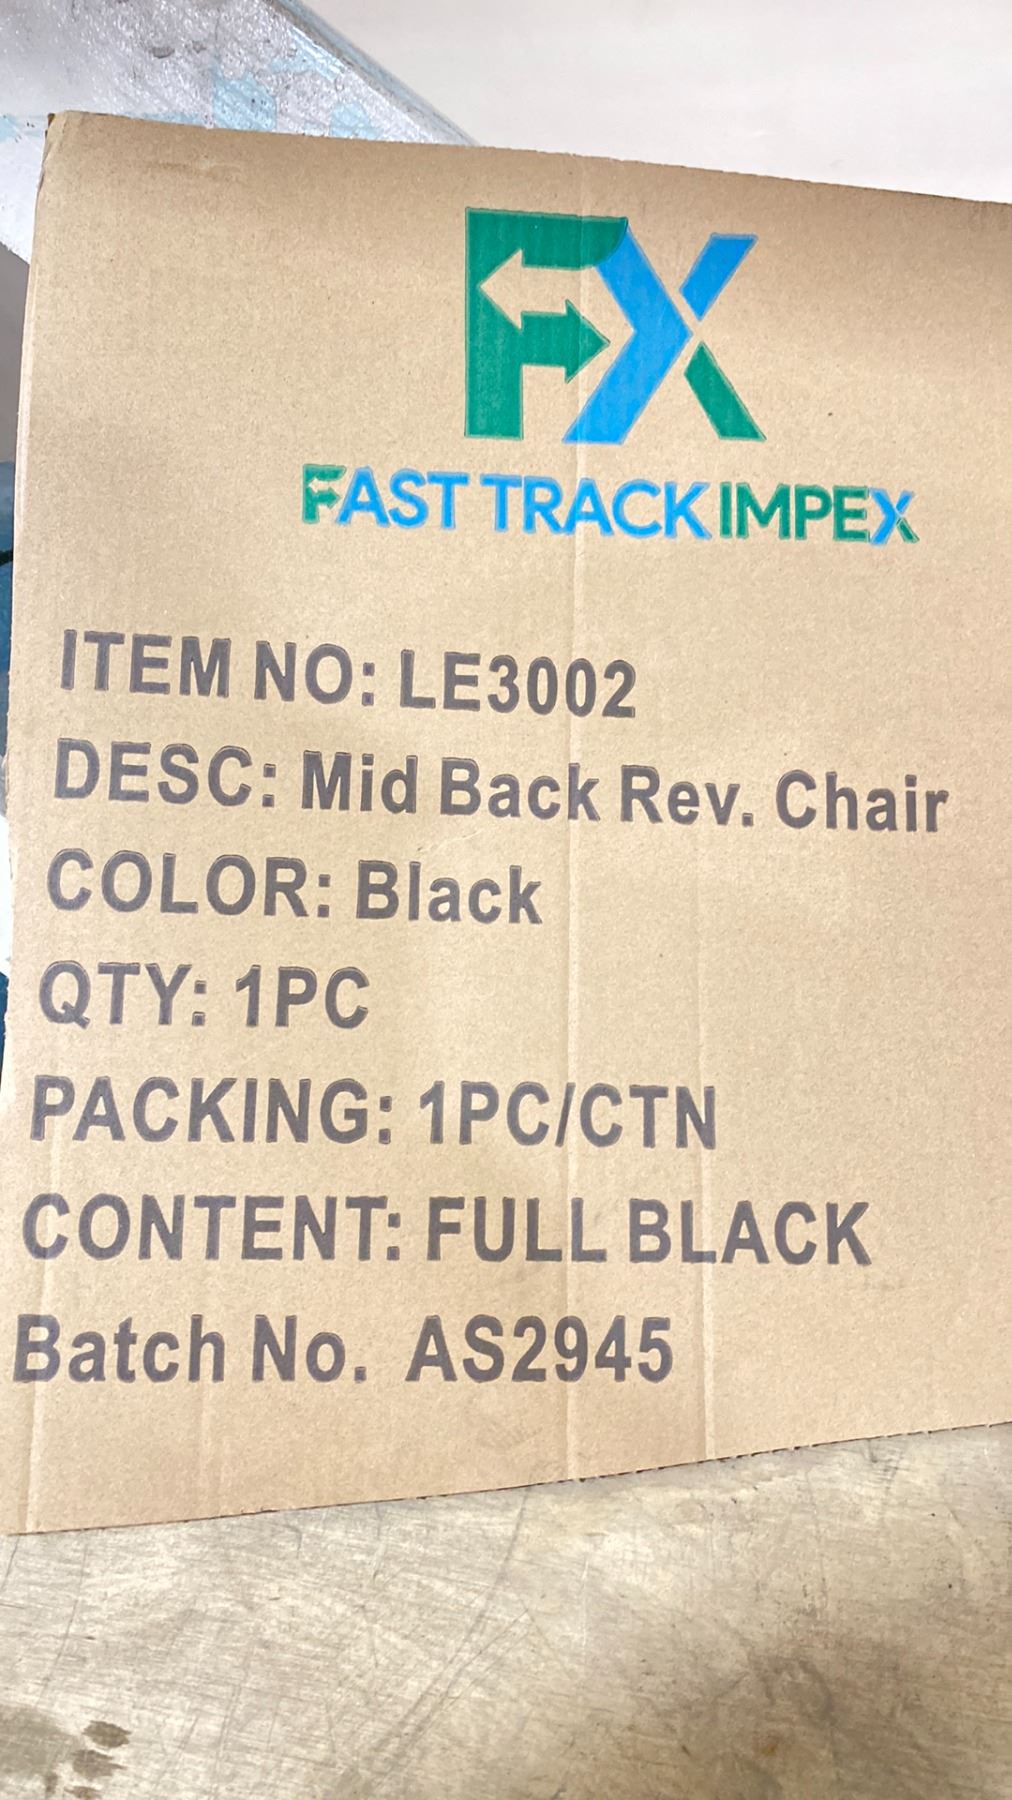 FX
FAST TRACK IMPEX
ITEM NO: LE3002
DESC: Mid Back Rev. Chair
COLOR: Black
QTY: 1PC
PACKING: 1PC/CTN
CONTENT: FULL BLACK
Batch No. AS2945